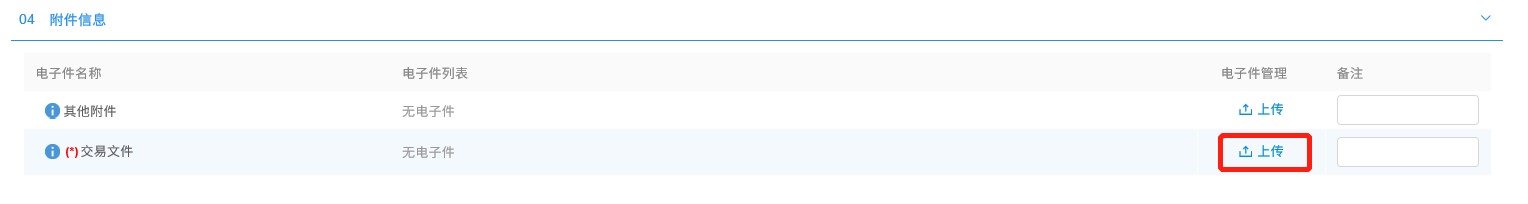 04 附件信息
电子件名称 电子件列表 电子件管理 备注
其他附件 无电子件 上传
(*)交易文件 无电子件 上传